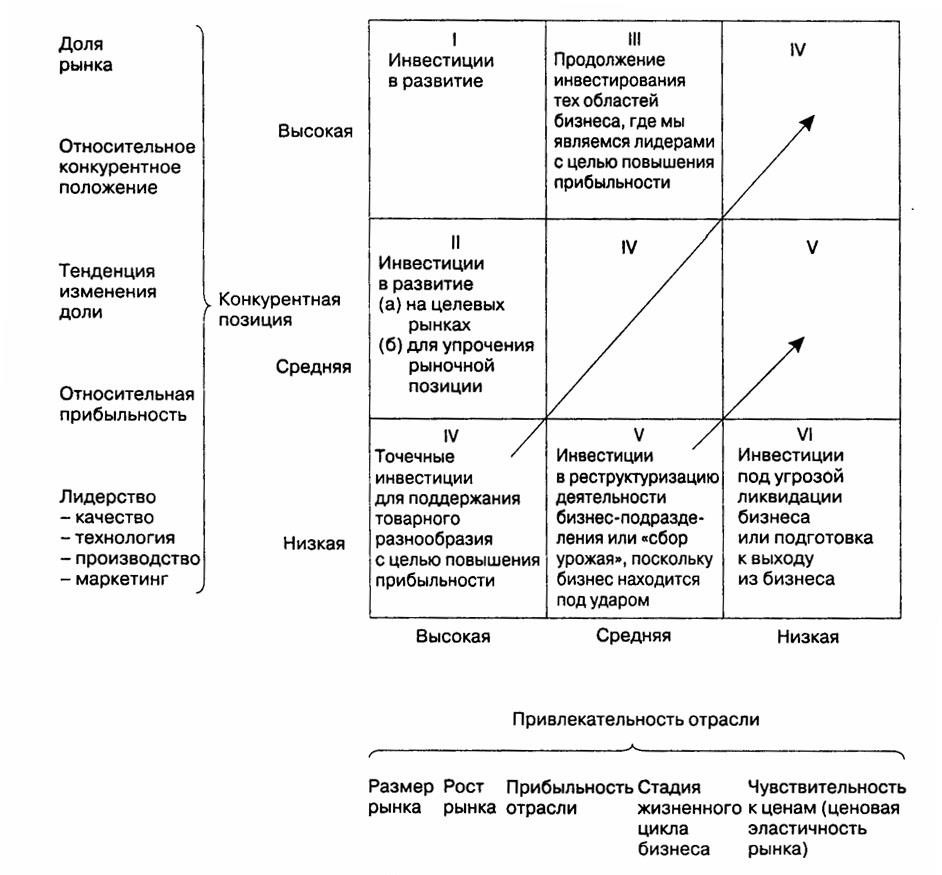 Доля
рынка
Относительное
конкурентное
положение
Тенденция
изменения
доли
Относительная
прибыльность
Лидерство
– качество
– технология
– производство
– маркетинг
Конкурентная
позиция
Высокая
I
Инвестиции
в развитие
III
Продолжение
инвестирования
тех областей
бизнеса, где мы
являемся лидерами
с целью повышения
прибыльности
IV
Средняя
II
Инвестиции
в развитие
(а) на целевых
рынках
(б) для упрочения
рыночной
позиции
IV
V
Низкая
IV
Точечные
инвестиции
для поддержания
товарного
разнообразия
с целью повышения
прибыльности
V
Инвестиции
в реструктуризацию
деятельности
бизнес-подразде-
ления или «сбор
урожая», поскольку
бизнес находится
под ударом
VI
Инвестиции
под угрозой
ликвидации
бизнеса
или подготовка
к выходу
из бизнеса
Высокая
Средняя
Низкая
Привлекательность отрасли
Размер
рынка
Рост
рынка
Прибыльность
отрасли
Стадия
жизненного
цикла
бизнеса
Чувствительность
к ценам (ценовая
эластичность
рынка)